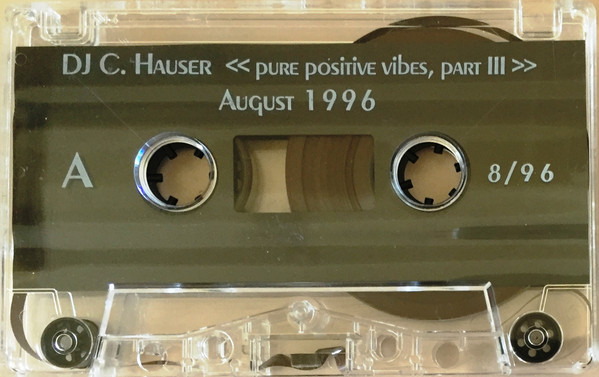 DJ C. Hauser << pure positive vibes, part III >>
August 1996
A
8/96